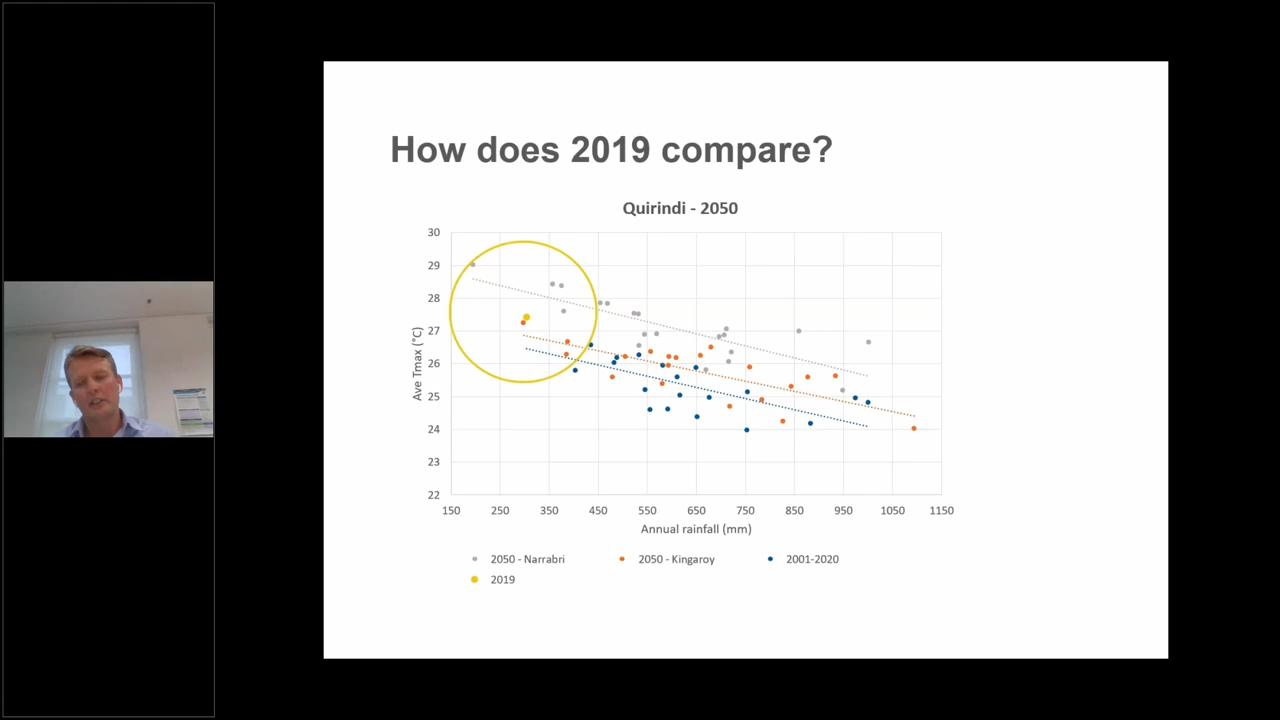 How does 2019 compare?
Quirindi - 2050
30
29
28
27
26
25
24
23
22
Ave Tmax (°C)
150 250 350 450 550 650 750 850 950 1050 1150
Annual rainfall (mm)
2050 - Narrabri 2050 - Kingaroy 2001-2020
2019